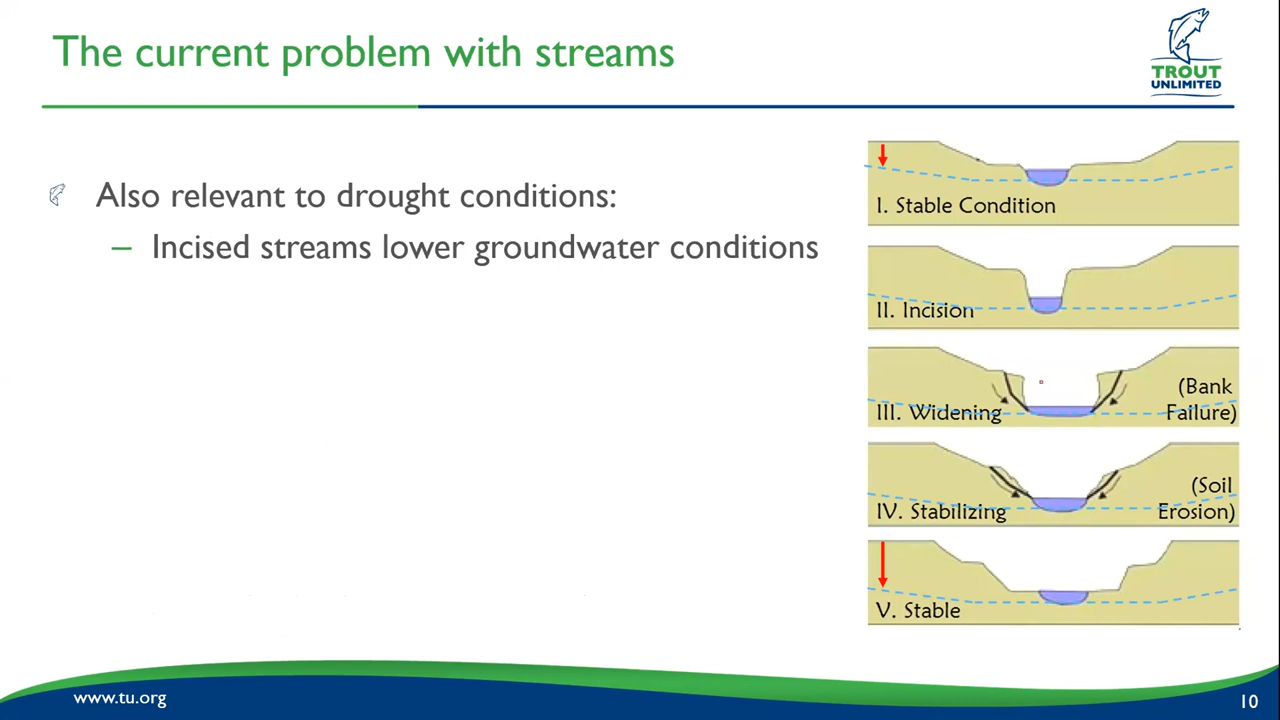 The current problem with streams
TROUT
UNLIMITED
Also relevant to drought conditions:
– Incised streams lower groundwater conditions
I. Stable Condition
II. Incision
III. Widening
(Bank
Failure)
IV. Stabilizing
(Soil
Erosion)
V. Stable
www.tu.org
10